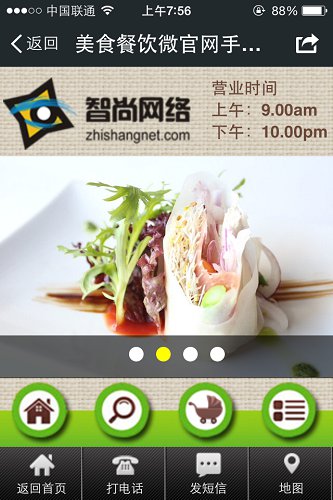 中国联通 上午7:56 88%
返回 美食餐饮微官网手...
智尚网络
zhishangnet.com
营业时间
上午：9.00am
下午：10.00pm
返回首页 打电话 发短信 地图